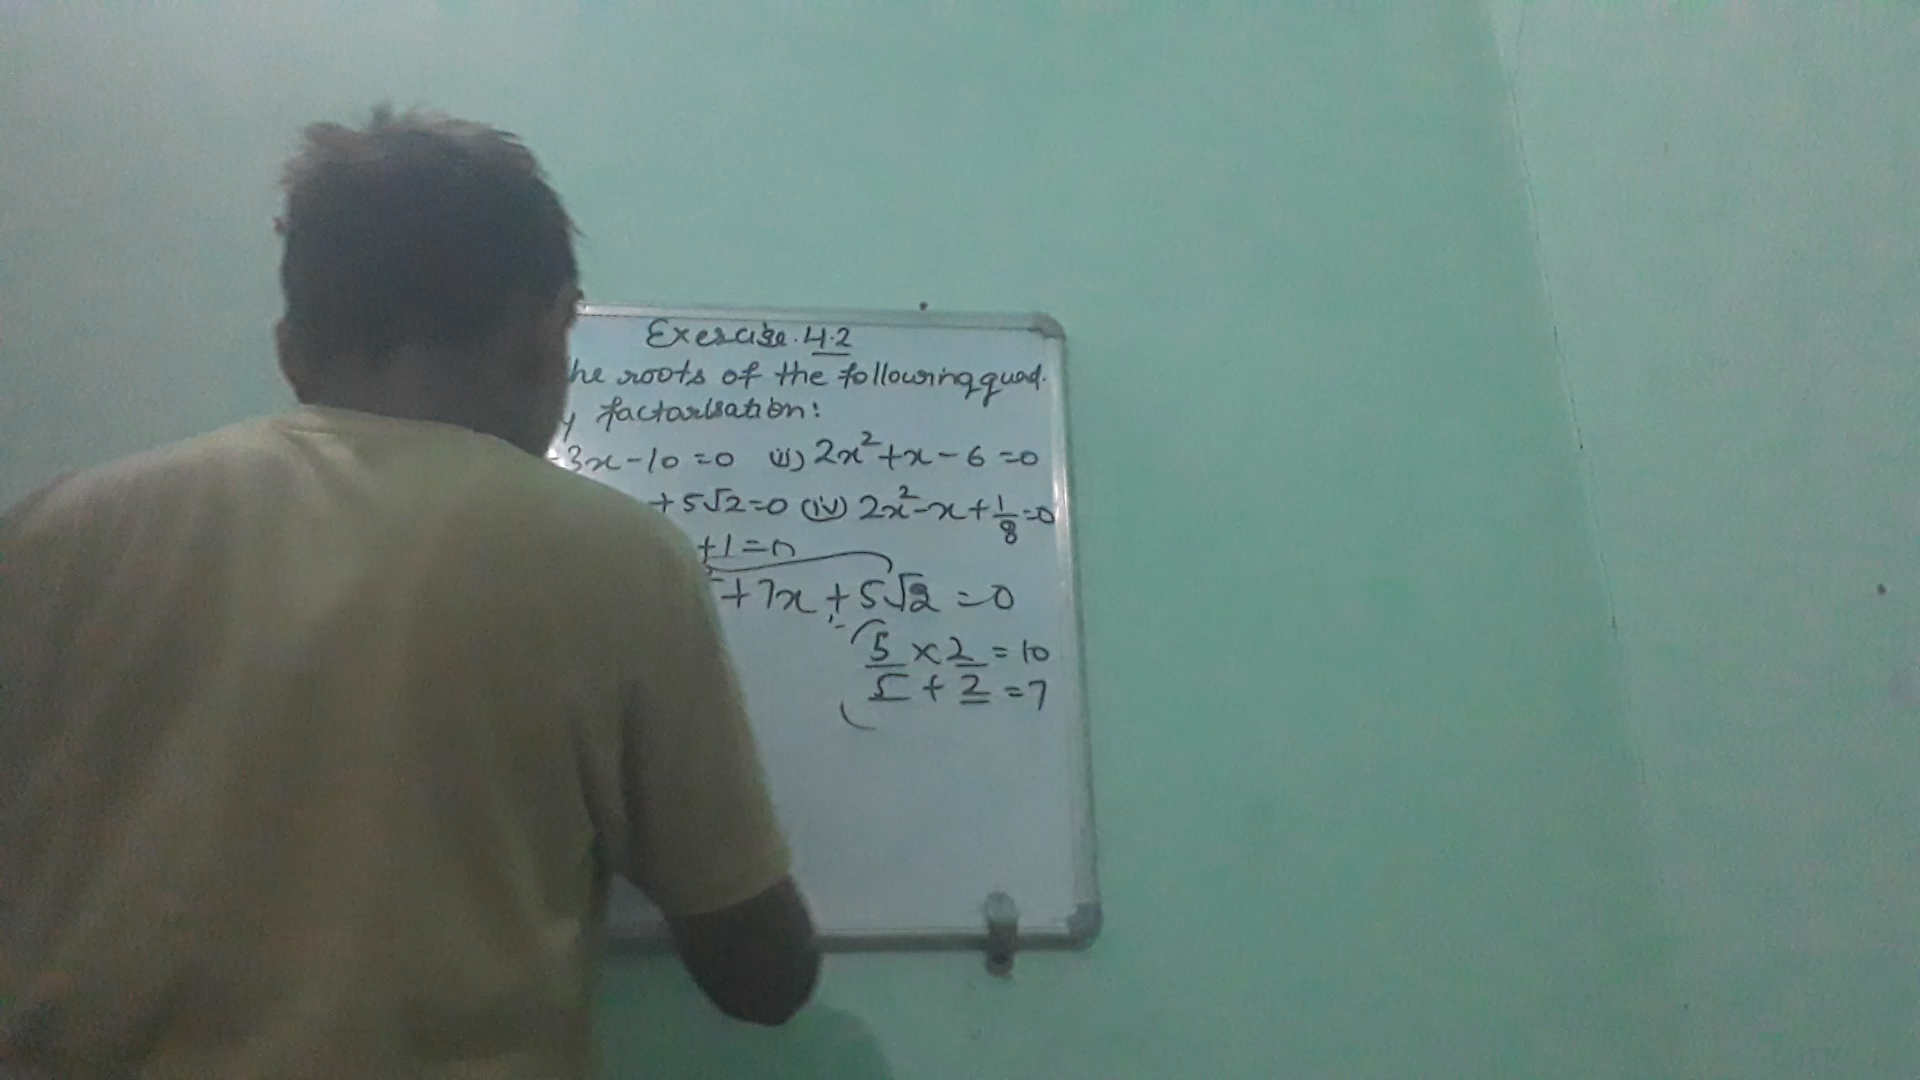 Exercise.4.2
he roots of the following quad.
y factorisation:
-3x-10=0 ii) 2x²+x-6=0
+5√2=0 (iv) 2x²-x+1/8=0
+1=0
+7x+5√2=0
5×2=10
5+2=7